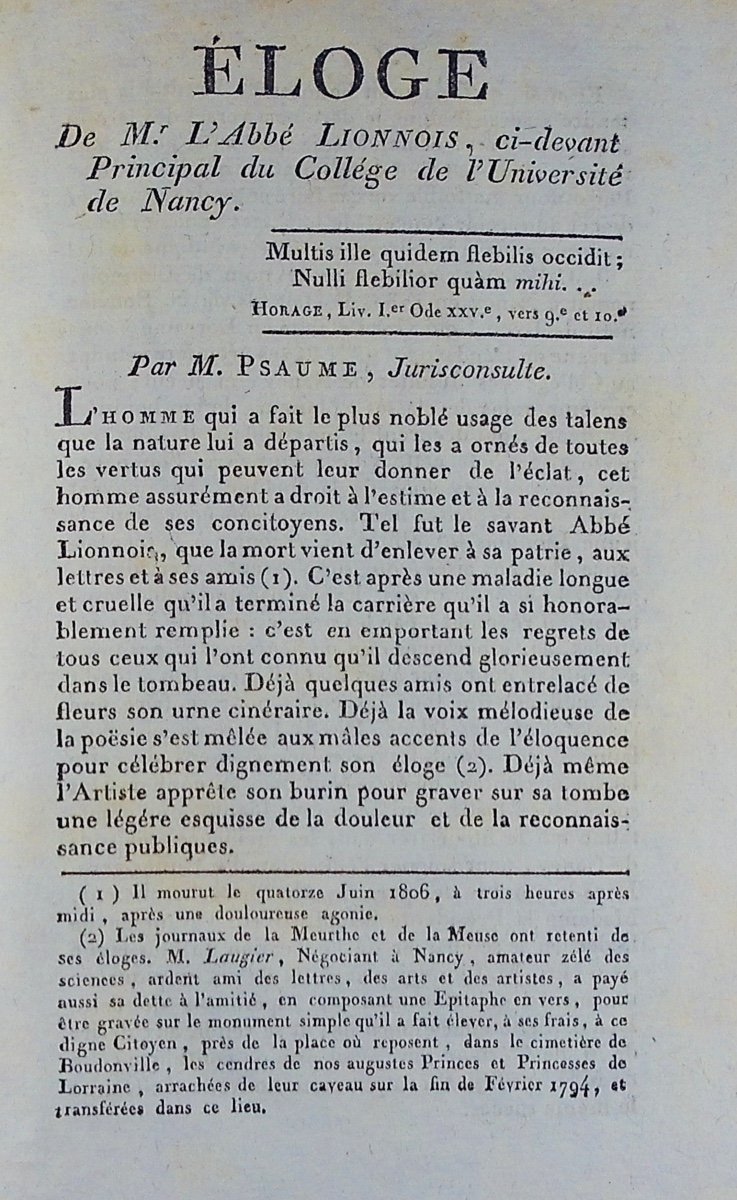 ÉLOGE
De M.r L'Abbé LIONNOIS, ci-devant
Principal du Collége de l'Université
de Nancy.
Multis ille quidem flebilis occidit;
Nulli flebilior quàm mihi. . .
HORAGE, Liv. I.er Ode XXV.e, vers 9.e et 10.e
Par M. PSAUME, Jurisconsulte.
L'HOMME qui a fait le plus noble usage des talens
que la nature lui a départis, qui les a ornés de toutes
les vertus qui peuvent leur donner de l'éclat, cet
homme assurément a droit à l'estime et à la reconnais-
sance de ses concitoyens. Tel fut le savant Abbé
Lionnois, que la mort vient d'enlever à sa patrie, aux
lettres et à ses amis (1). C'est après une maladie longue
et cruelle qu'il a terminé la carrière qu'il a si honora-
blement remplie : c'est en emportant les regrets de
tous ceux qui l'ont connu qu'il descend glorieusement
dans le tombeau. Déjà quelques amis ont entrelacé de
fleurs son urne cinéraire. Déjà la voix mélodieuse de
la poësie s'est mêlée aux mâles accents de l'éloquence
pour célébrer dignement son éloge (2). Déjà même
l'Artiste apprête son burin pour graver sur sa tombe
une légére esquisse de la douleur et de la reconnais-
sance publiques.
(1) Il mourut le quatorze Juin 1806, à trois heures après
midi, après une douloureuse agonie.
(2) Les journaux de la Meurthe et de la Meuse ont retenti de
ses éloges. M. Laugier, Négociant à Nancy, amateur zélé des
sciences, ardent ami des lettres, des arts et des artistes, a payé
aussi sa dette à l'amitié, en composant une Epitaphe en vers, pour
être gravée sur le monument simple qu'il a fait élever, à ses frais, à ce
digne Citoyen, près de la place où reposent, dans le cimetière de
Boudonville, les cendres de nos augustes Princes et Princesses de
Lorraine, arrachées de leur caveau sur la fin de Février 1794, et
transférées dans ce lieu.